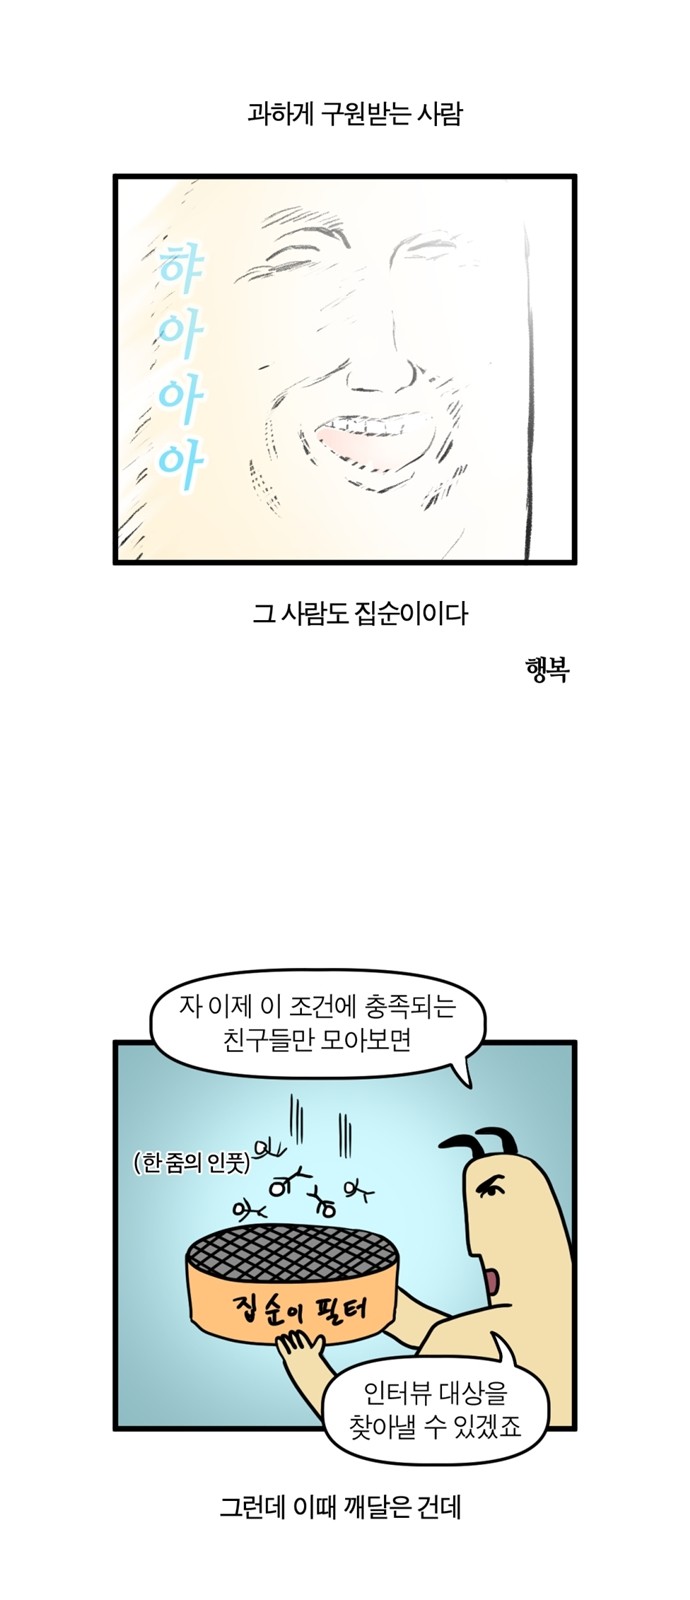 과하게 구원받는 사람
햐
아
아
아
그 사람도 집순이이다
행복
자 이제 이 조건에 충족되는
친구들만 모아보면
(한 줌의 인풋)
집순이 필터
인터뷰 대상을
찾아낼 수 있겠죠
그런데 이때 깨달은 건데